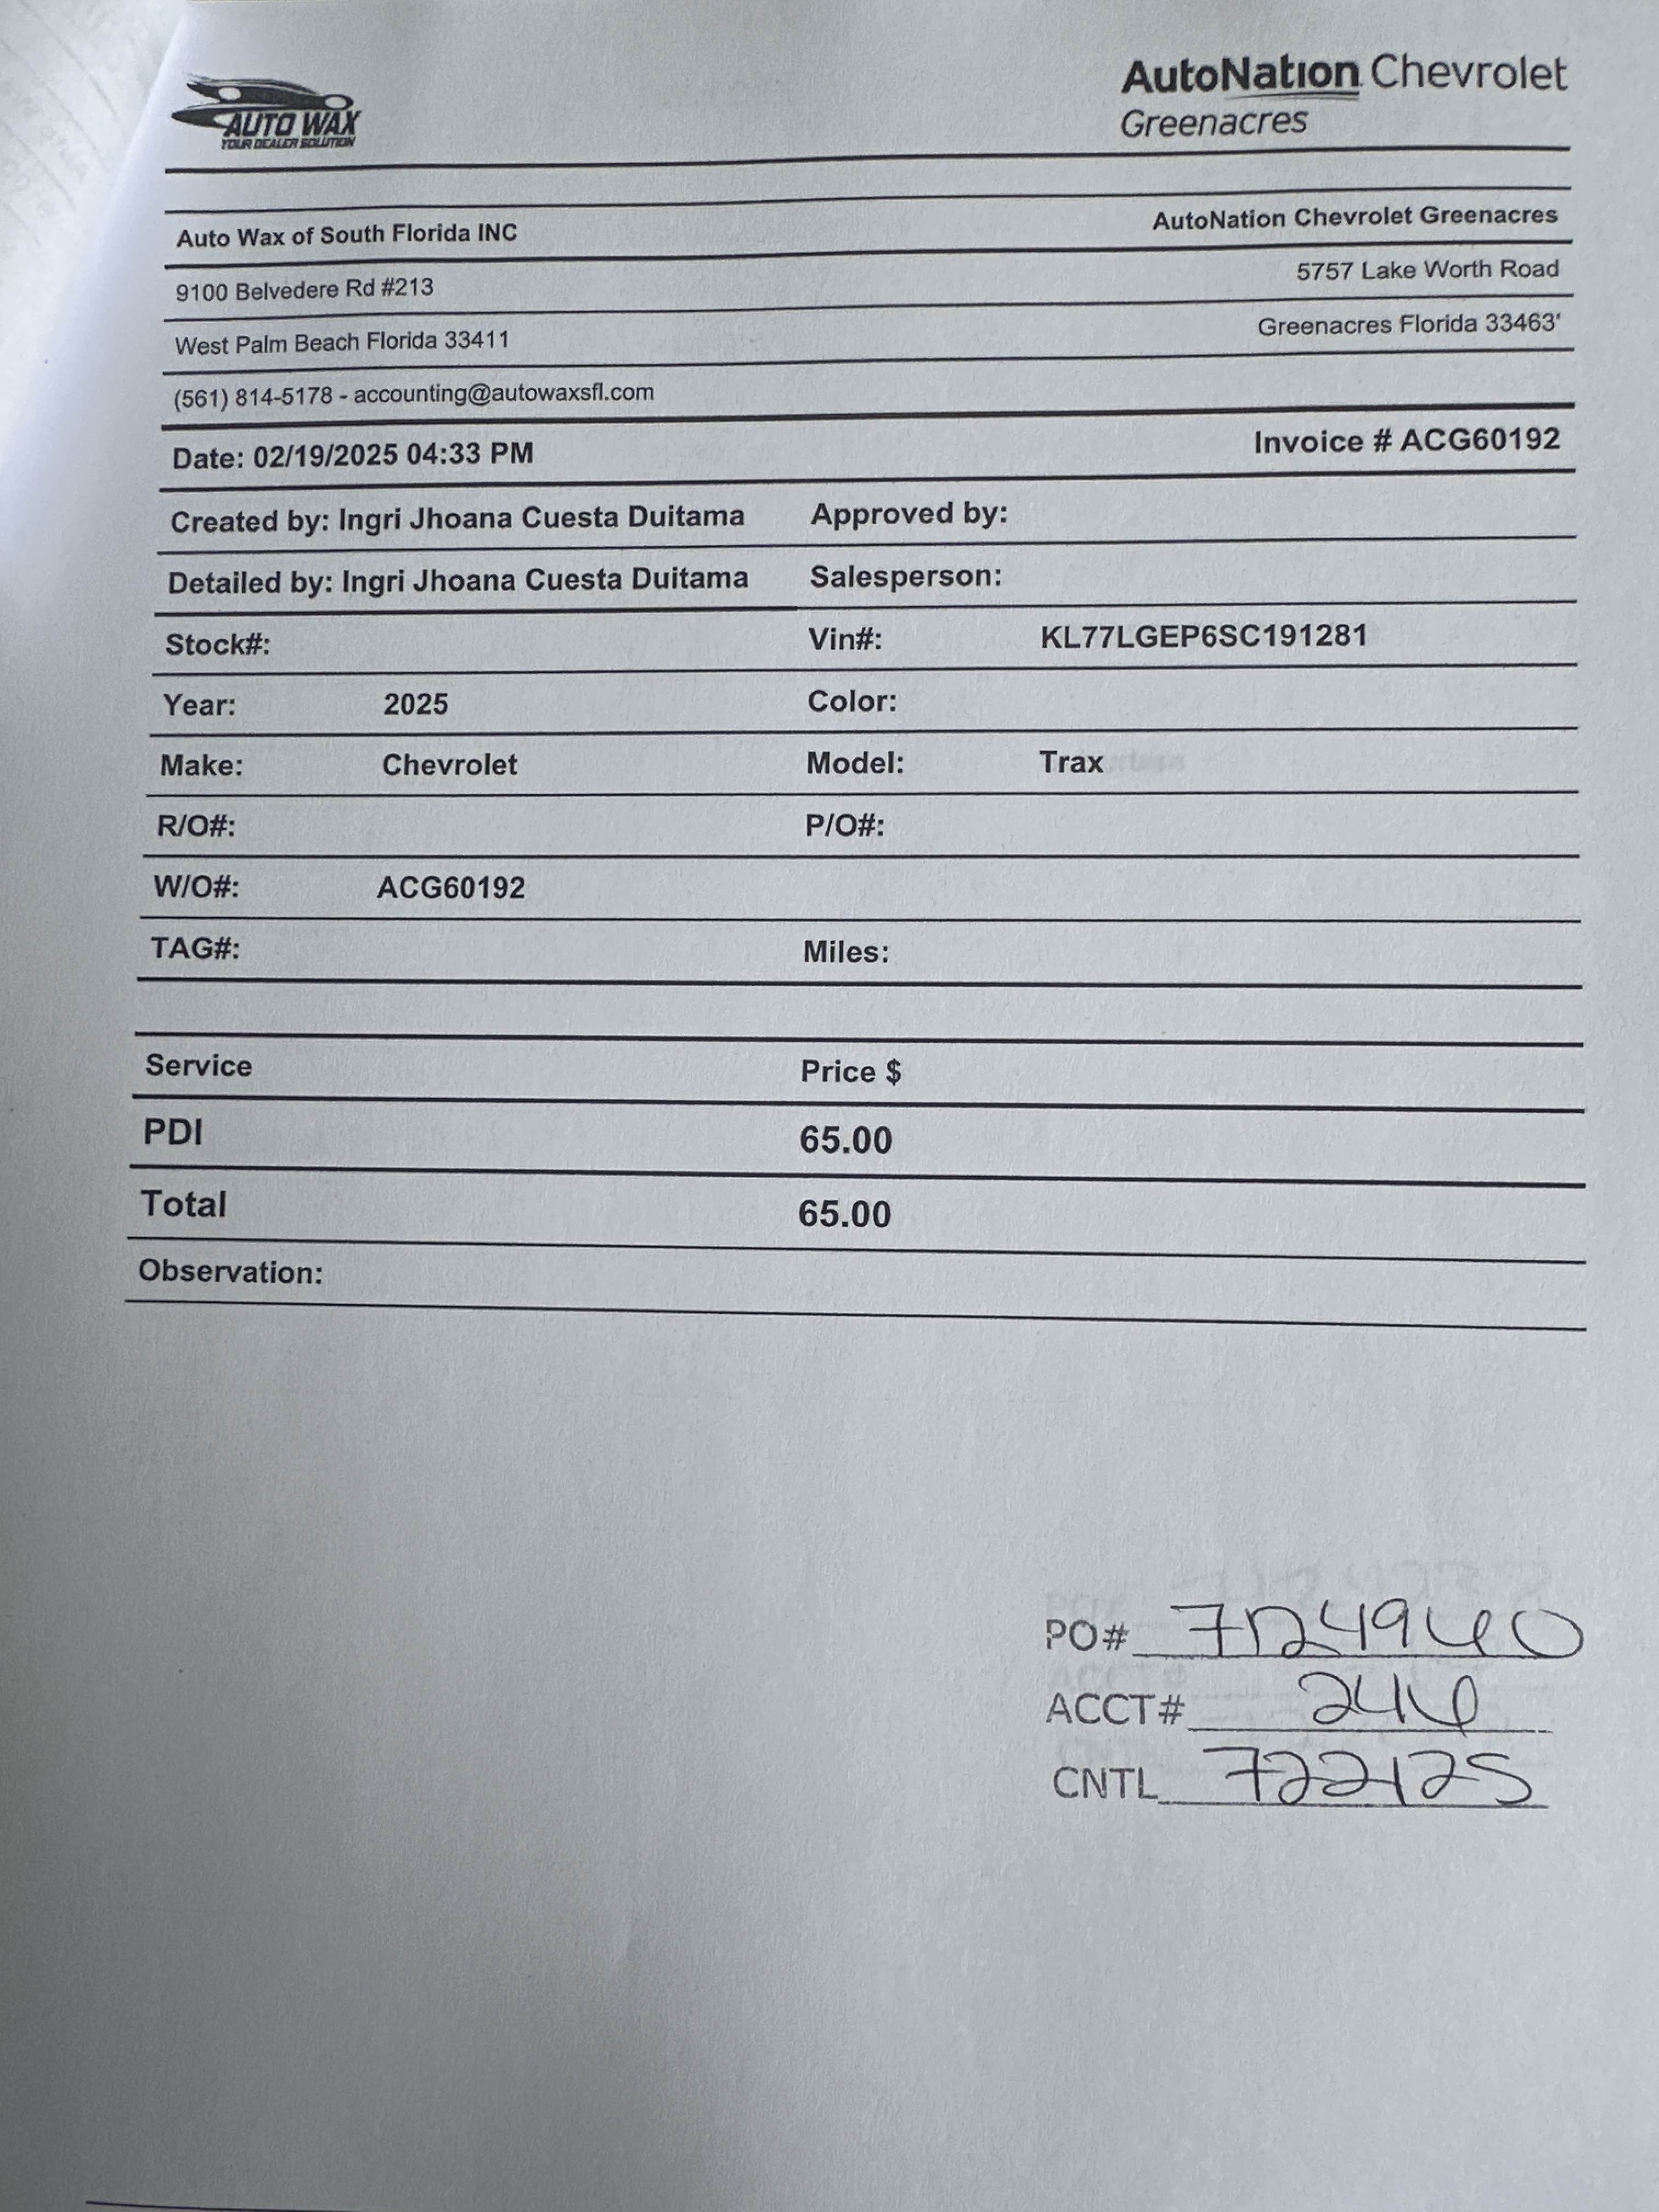 AUTO WAX
YOUR DEALER SOLUTION
AutoNation Chevrolet
Greenacres
Auto Wax of South Florida INC
AutoNation Chevrolet Greenacres
9100 Belvedere Rd #213
5757 Lake Worth Road
West Palm Beach Florida 33411
Greenacres Florida 33463'
(561) 814-5178 - accounting@autowaxsfl.com
Date: 02/19/2025 04:33 PM
Invoice # ACG60192
Created by: Ingri Jhoana Cuesta Duitama Approved by:
Detailed by: Ingri Jhoana Cuesta Duitama Salesperson:
Stock#: Vin#: KL77LGEP6SC191281
Year: 2025 Color:
Make: Chevrolet Model: Trax
R/O#: P/O#:
W/O#: ACG60192
TAG#: Miles:
Service Price $
PDI 65.00
Total 65.00
Observation:
PO#
ACCT# 246
CNTL 722125